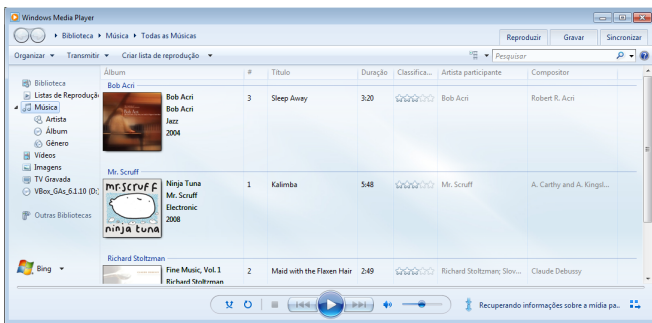 Windows Media Player
Biblioteca ▸ Música ▸ Todas as Músicas
Reproduzir Gravar Sincronizar
Organizar Transmitir Criar lista de reprodução Pesquisar
Álbum # Título Duração Classifica... Artista participante Compositor
Biblioteca
Listas de Reproduçã
Música
Artista
Álbum
Gênero
Vídeos
Imagens
TV Gravada
VBox_GAs_6.1.10 (D:
Outras Bibliotecas
Bing
Bob Acri
Bob Acri 3 Sleep Away 3:20 Bob Acri Robert R. Acri
Bob Acri
Jazz
2004
Mr. Scruff
mr.scruff
ninja tuna
Ninja Tuna 1 Kalimba 5:48 Mr. Scruff A. Carthy and A. Kingsl...
Mr. Scruff
Electronic
2008
Richard Stoltzman
Fine Music, Vol. 1 2 Maid with the Flaxen Hair 2:49 Richard Stoltzman; Slov... Claude Debussy
Richard Stoltzman
Recuperando informações sobre a mídia pa..